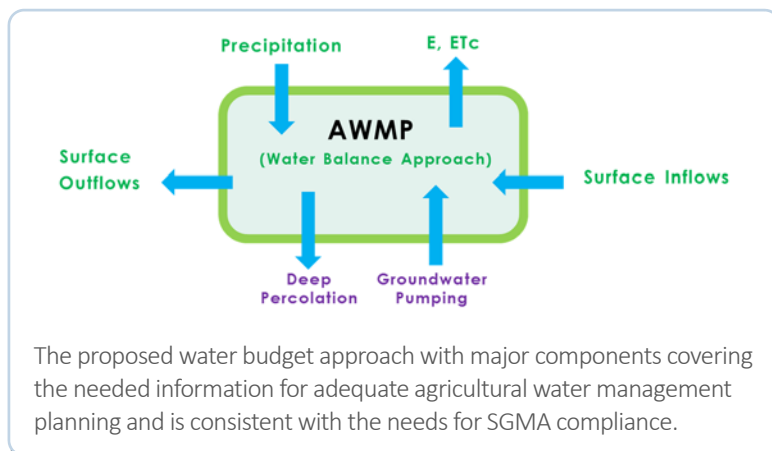 Precipitation
E, ETc
AWMP
(Water Balance Approach)
Surface
Outflows
Surface Inflows
Deep
Percolation
Groundwater
Pumping
The proposed water budget approach with major components covering
the needed information for adequate agricultural water management
planning and is consistent with the needs for SGMA compliance.